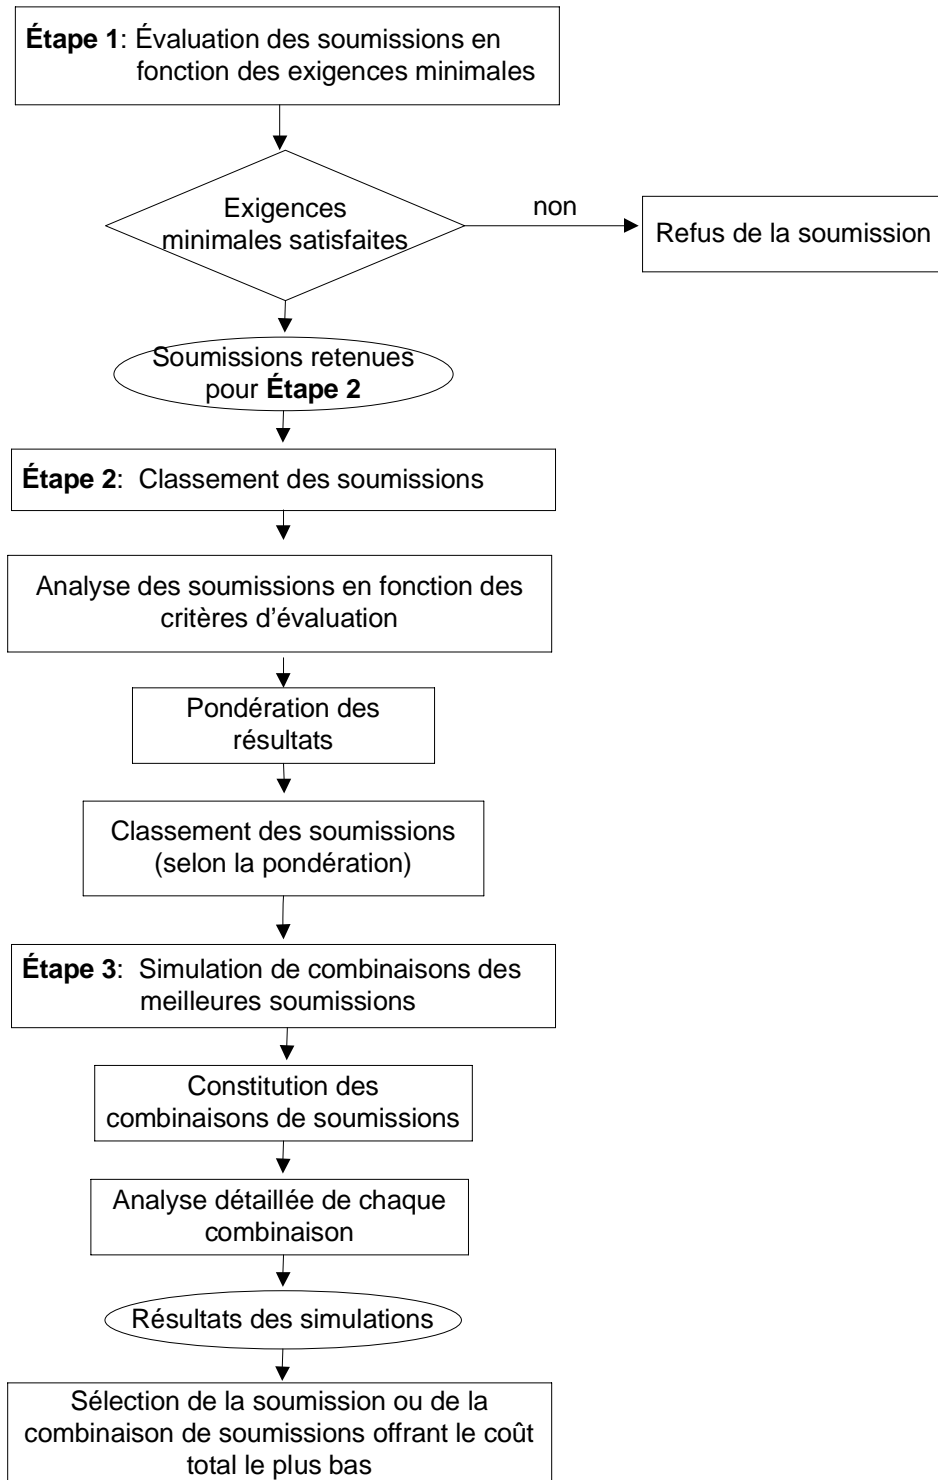 Étape 1: Évaluation des soumissions en
fonction des exigences minimales
Exigences
minimales satisfaites
non
Refus de la soumission
Soumissions retenues
pour Étape 2
Étape 2: Classement des soumissions
Analyse des soumissions en fonction des
critères d’évaluation
Pondération des
résultats
Classement des soumissions
(selon la pondération)
Étape 3: Simulation de combinaisons des
meilleures soumissions
Constitution des
combinaisons de soumissions
Analyse détaillée de chaque
combinaison
Résultats des simulations
Sélection de la soumission ou de la
combinaison de soumissions offrant le coût
total le plus bas